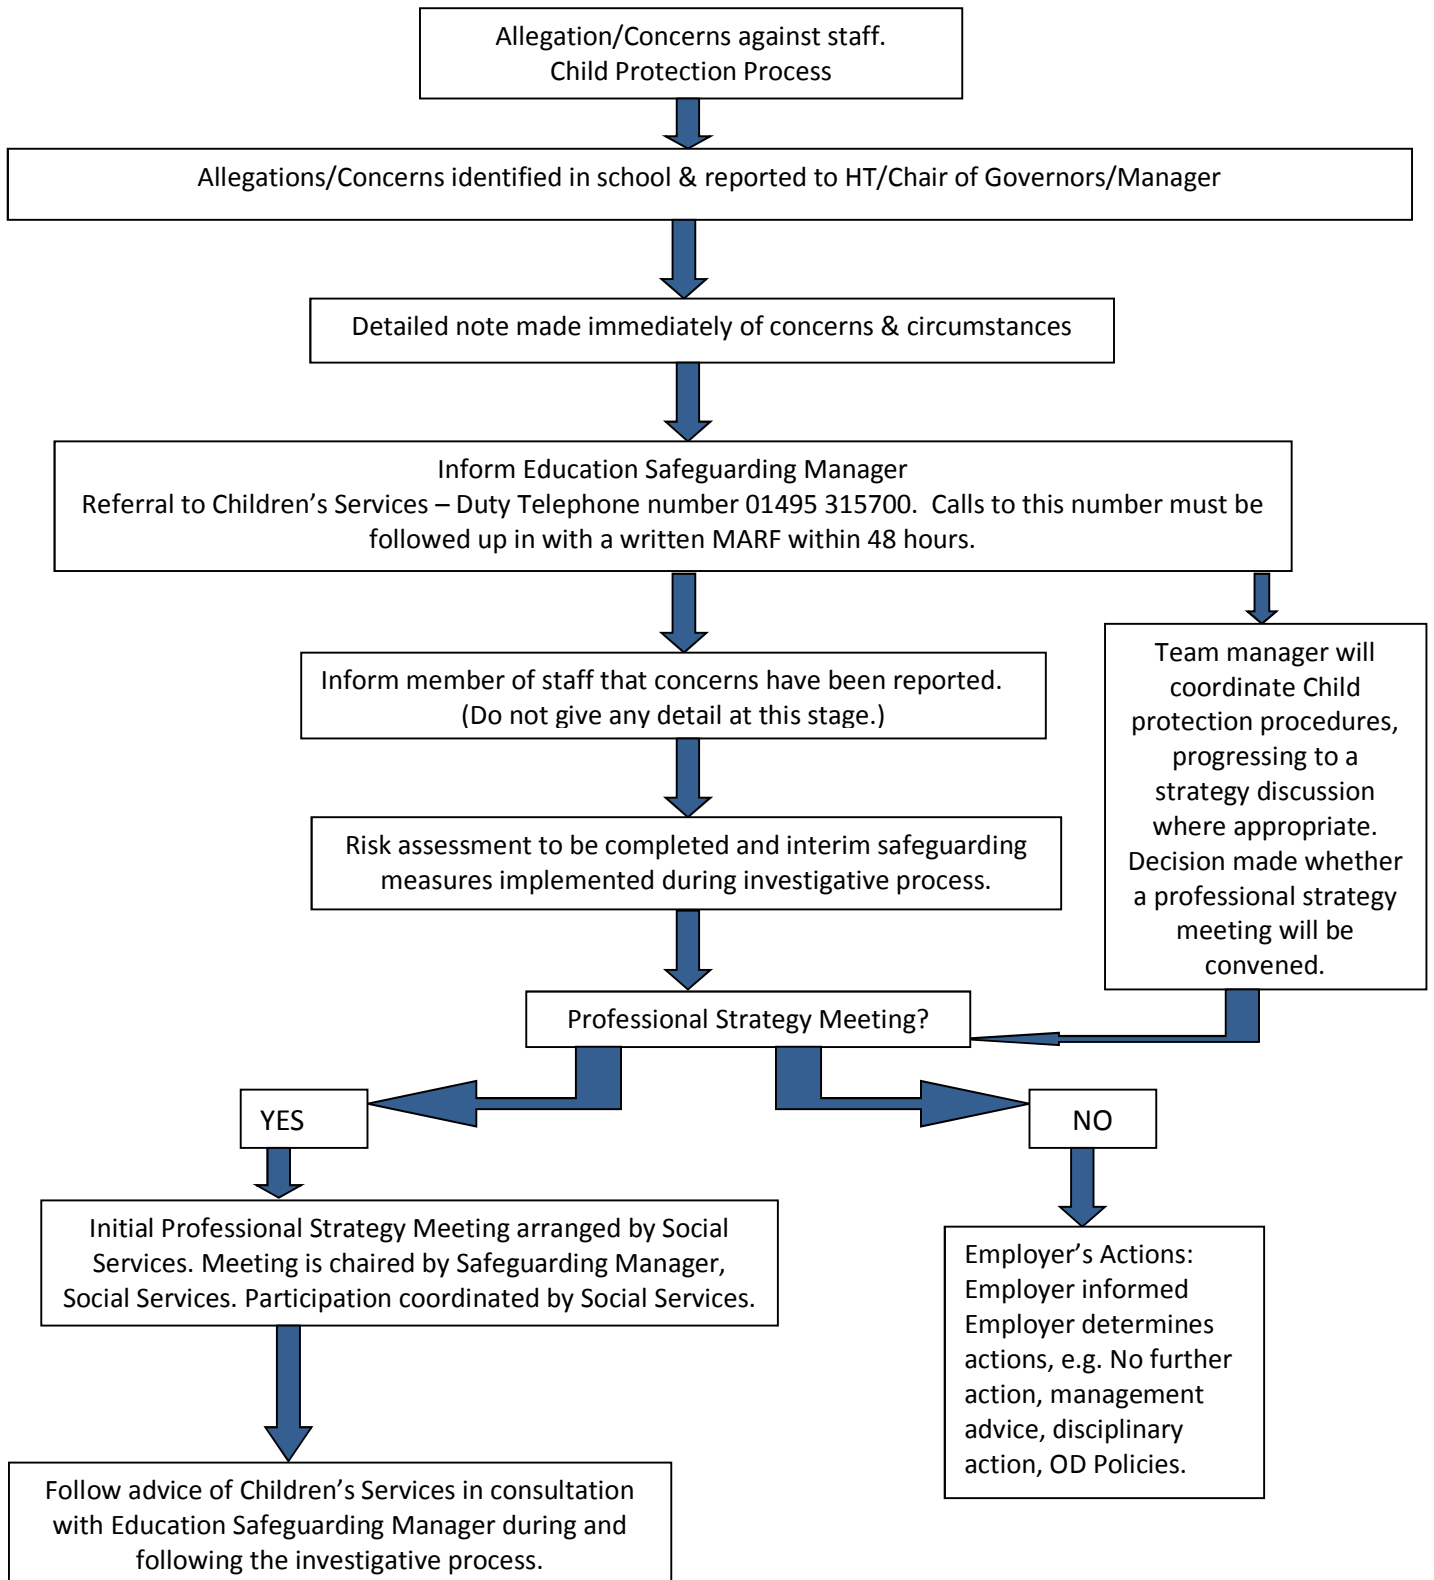 Allegation/Concerns against staff.
Child Protection Process
Allegations/Concerns identified in school & reported to HT/Chair of Governors/Manager
Detailed note made immediately of concerns & circumstances
Inform Education Safeguarding Manager
Referral to Children’s Services – Duty Telephone number 01495 315700.  Calls to this number must be
followed up in with a written MARF within 48 hours.
Inform member of staff that concerns have been reported.
(Do not give any detail at this stage.)
Risk assessment to be completed and interim safeguarding
measures implemented during investigative process.
Team manager will
coordinate Child
protection procedures,
progressing to a
strategy discussion
where appropriate.
Decision made whether
a professional strategy
meeting will be
convened.
Professional Strategy Meeting?
YES
NO
Initial Professional Strategy Meeting arranged by Social
Services. Meeting is chaired by Safeguarding Manager,
Social Services. Participation coordinated by Social Services.
Employer’s Actions:
Employer informed
Employer determines
actions, e.g. No further
action, management
advice, disciplinary
action, OD Policies.
Follow advice of Children’s Services in consultation
with Education Safeguarding Manager during and
following the investigative process.